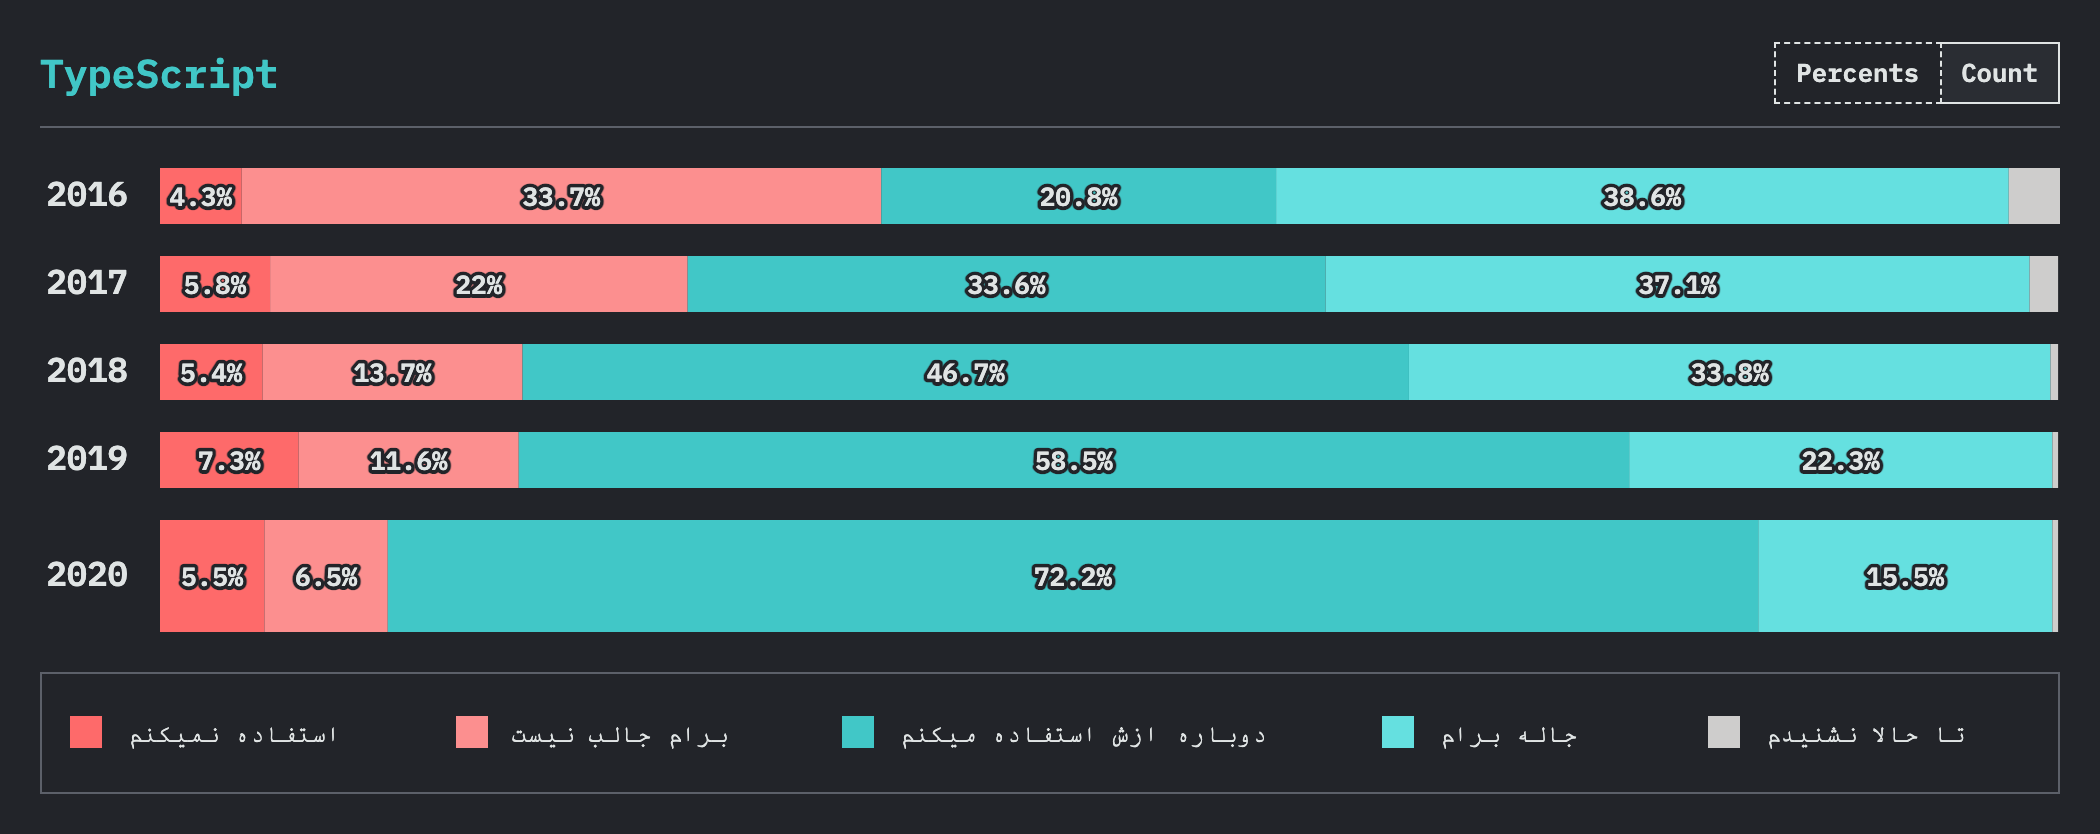 TypeScript
Percents Count
2016 4.3% 33.7% 20.8% 38.6%
2017 5.8% 22% 33.6% 37.1%
2018 5.4% 13.7% 46.7% 33.8%
2019 7.3% 11.6% 58.5% 22.3%
2020 5.5% 6.5% 72.2% 15.5%
استفاده نمیکنم
برام جالب نیست
دوباره ازش استفاده میکنم
جاله برام
تا حالا نشنیدم